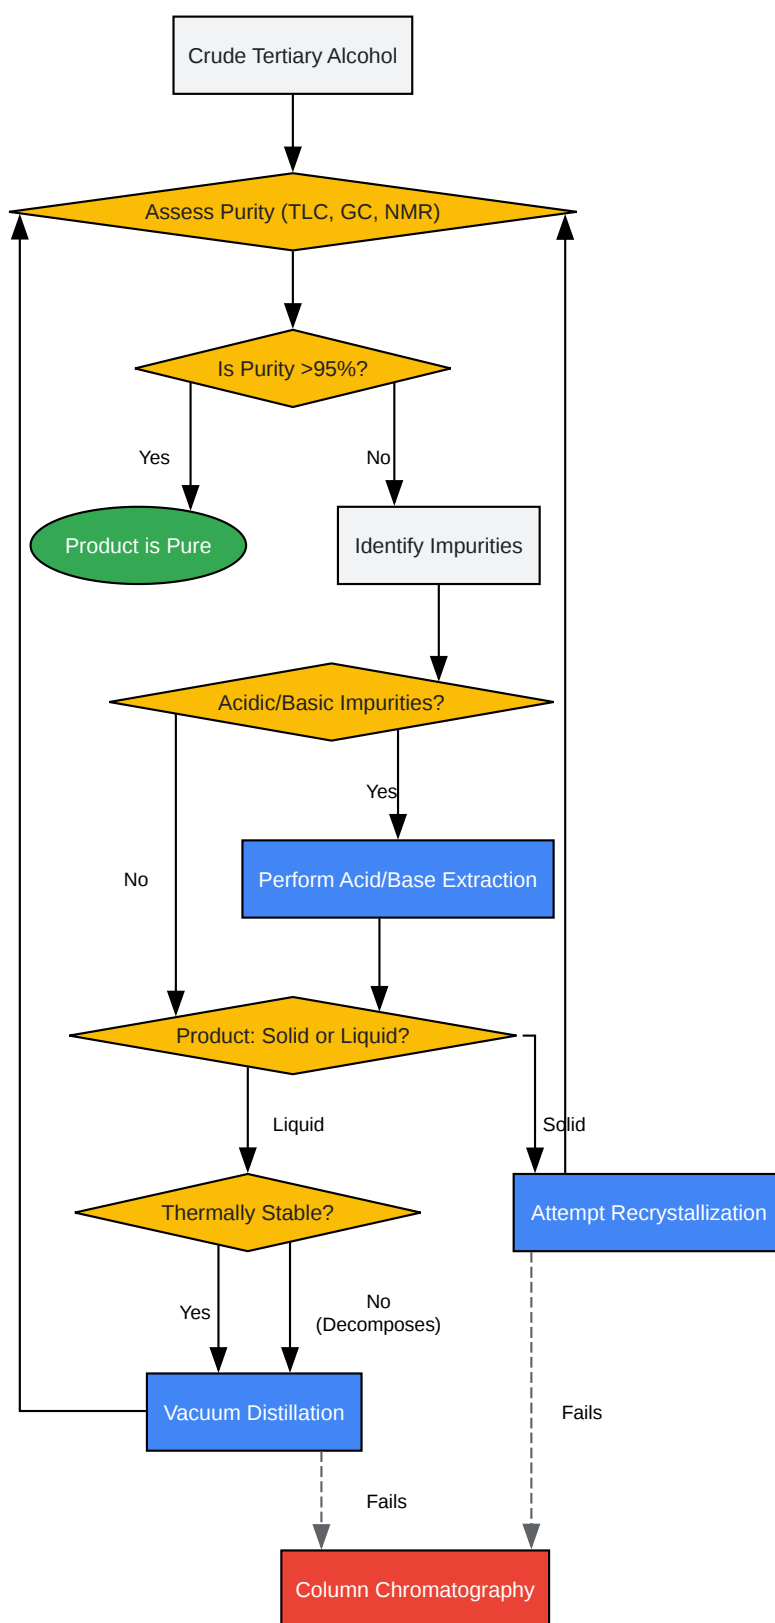 Crude Tertiary Alcohol
Assess Purity (TLC, GC, NMR)
Is Purity >95%?
Yes
No
Product is Pure
Identify Impurities
Acidic/Basic Impurities?
Yes
No
Perform Acid/Base Extraction
Product: Solid or Liquid?
Liquid
Solid
Thermally Stable?
Attempt Recrystallization
Yes
No
(Decomposes)
Vacuum Distillation
Fails
Fails
Column Chromatography